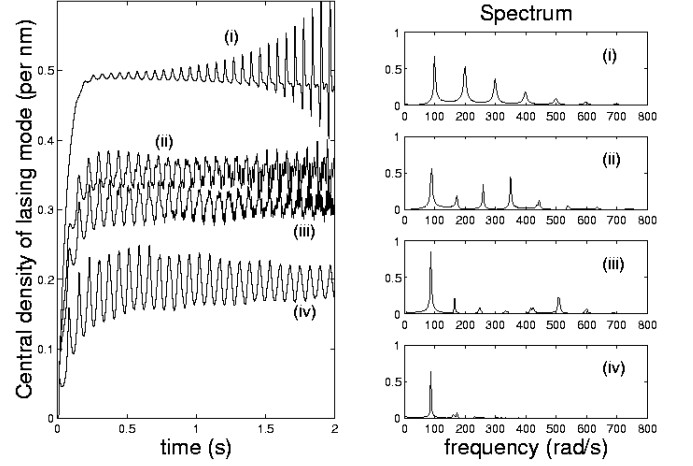 Central density of lasing mode (per nm)
0.5
0.4
0.3
0.2
0.1
0
0 0.5 1 1.5 2
time (s)
(i)
(ii)
(iii)
(iv)
Spectrum
1
0.5
0
(i)
0 100 200 300 400 500 600 700 800
1
0.5
0
(ii)
0 100 200 300 400 500 600 700 800
1
0.5
0
(iii)
0 100 200 300 400 500 600 700 800
1
0.5
0
(iv)
0 100 200 300 400 500 600 700 800
frequency (rad/s)